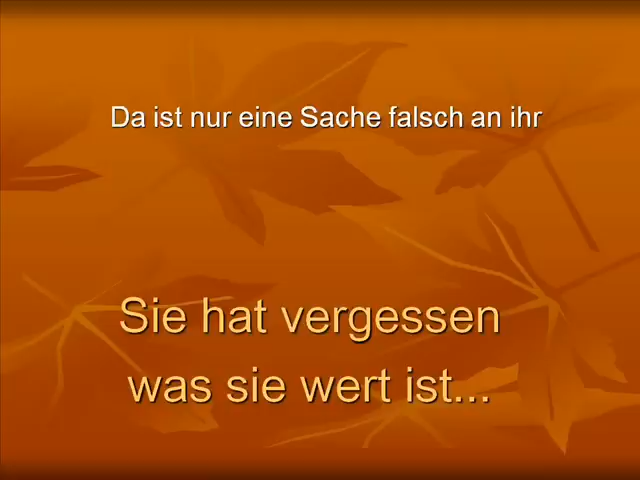 Da ist nur eine Sache falsch an ihr
Sie hat vergessen
was sie wert ist...